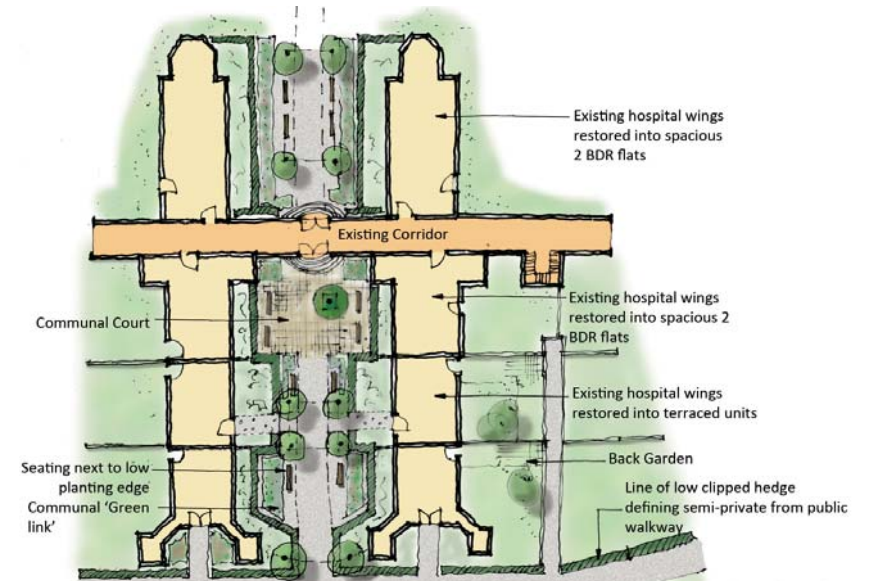 Existing hospital wings
restored into spacious
2 BDR flats
Existing Corridor
Communal Court
Existing hospital wings
restored into spacious 2
BDR flats
Existing hospital wings
restored into terraced units
Seating next to low
planting edge
Communal 'Green
link'
Back Garden
Line of low clipped hedge
defining semi-private from public
walkway